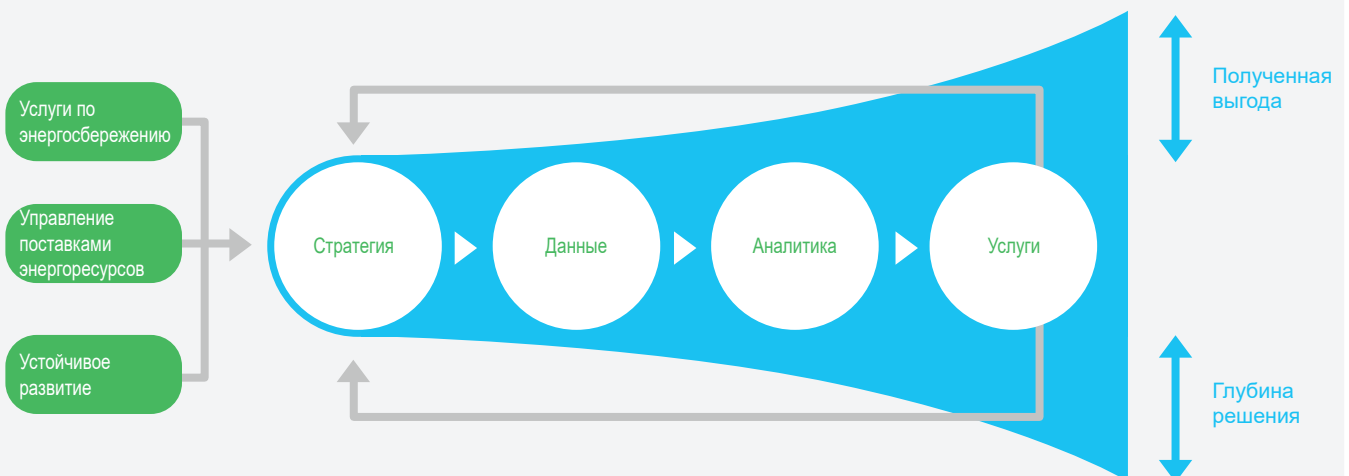 Услуги по
энергосбережению
Управление
поставками
энергоресурсов
Устойчивое
развитие
Стратегия
Данные
Аналитика
Услуги
Полученная
выгода
Глубина
решения